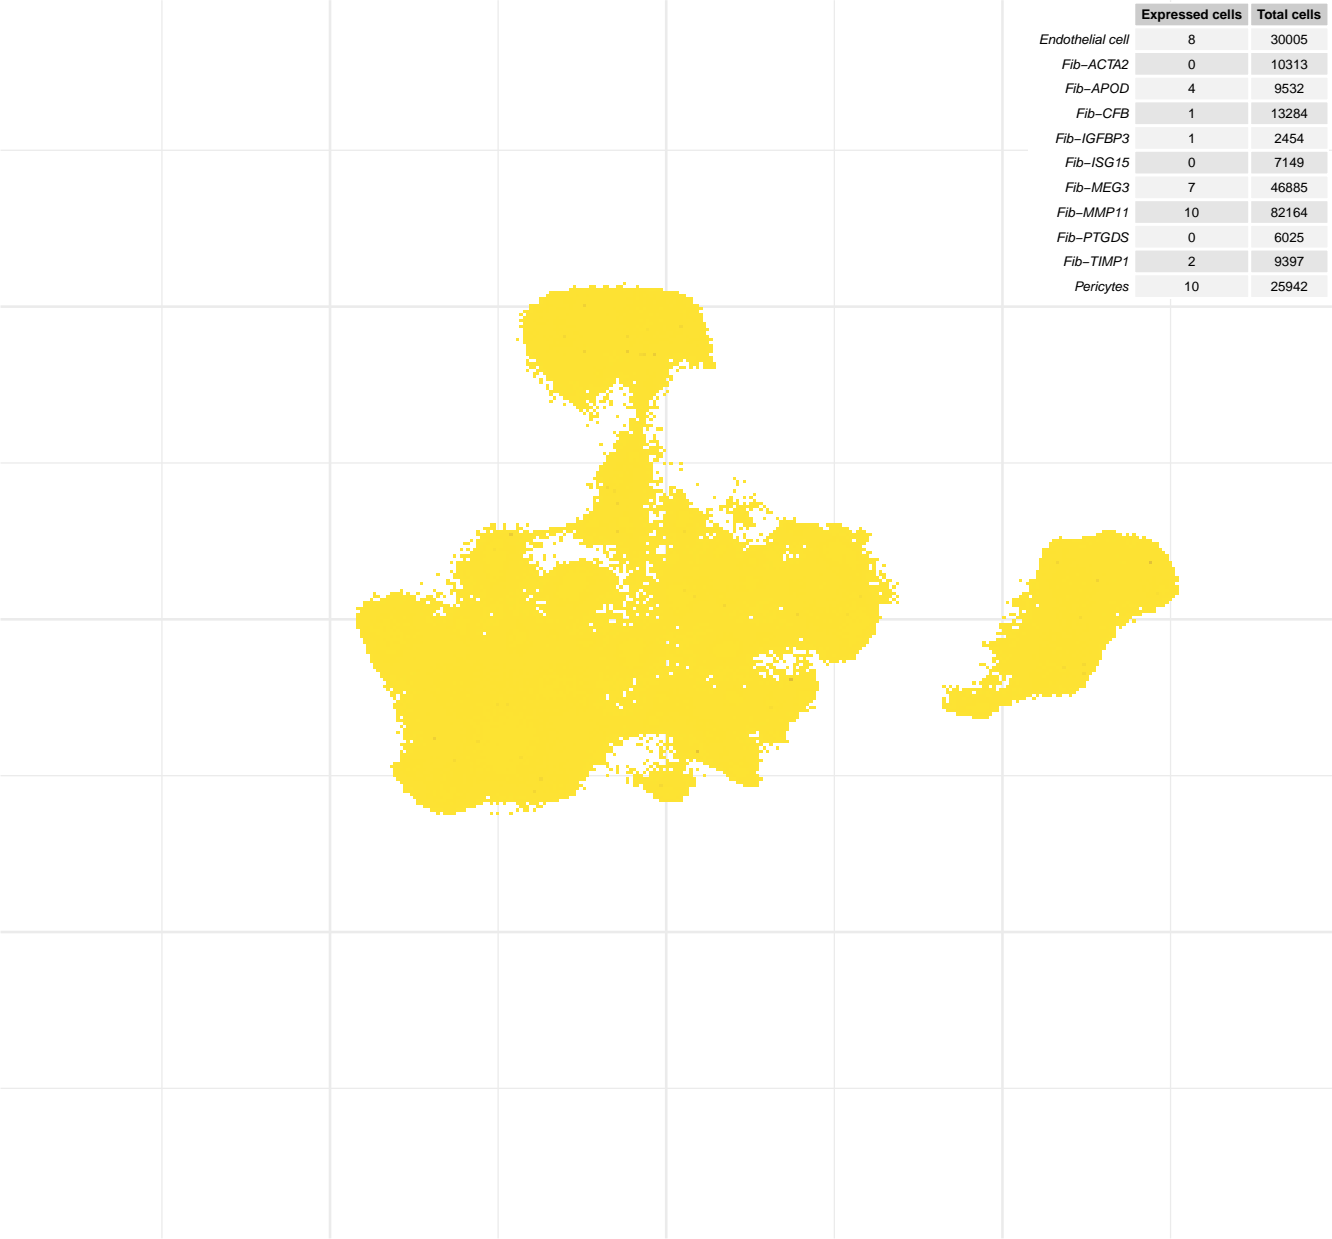 Expressed cells Total cells
Endothelial cell 8 30005
Fib−ACTA2 0 10313
Fib−APOD 4 9532
Fib−CFB 1 13284
Fib−IGFBP3 1 2454
Fib−ISG15 0 7149
Fib−MEG3 7 46885
Fib−MMP11 10 82164
Fib−PTGDS 0 6025
Fib−TIMP1 2 9397
Pericytes 10 25942